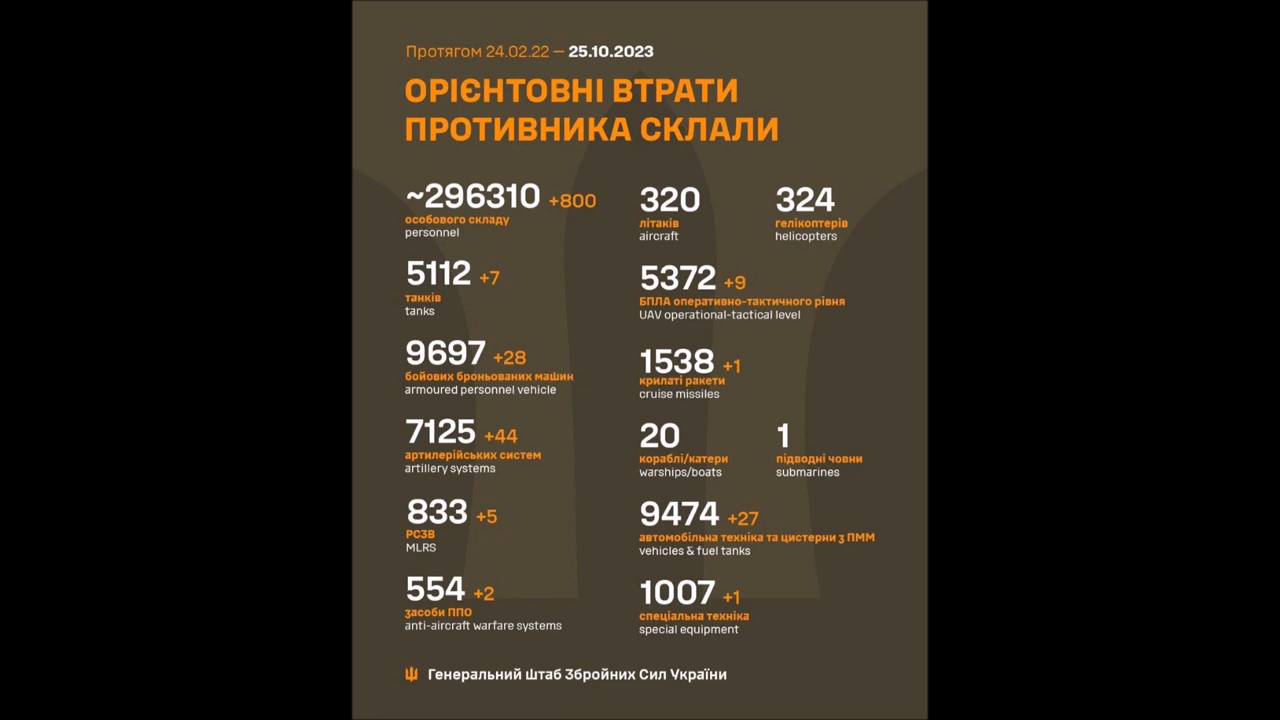 Протягом 24.02.22 — 25.10.2023
ОРІЄНТОВНІ ВТРАТИ
ПРОТИВНИКА СКЛАЛИ
~296310 +800
особового складу
personnel
320
літаків
aircraft
324
гелікоптерів
helicopters
5112 +7
танків
tanks
5372 +9
БПЛА оперативно-тактичного рівня
UAV operational-tactical level
9697 +28
бойових броньованих машин
armoured personnel vehicle
1538 +1
крилаті ракети
cruise missiles
7125 +44
артилерійських систем
artillery systems
20
кораблі/катери
warships/boats
1
підводні човни
submarines
833 +5
РСЗВ
MLRS
9474 +27
автомобільна техніка та цистерни з ПММ
vehicles & fuel tanks
554 +2
засоби ППО
anti-aircraft warfare systems
1007 +1
спеціальна техніка
special equipment
Генеральний штаб Збройних Сил України